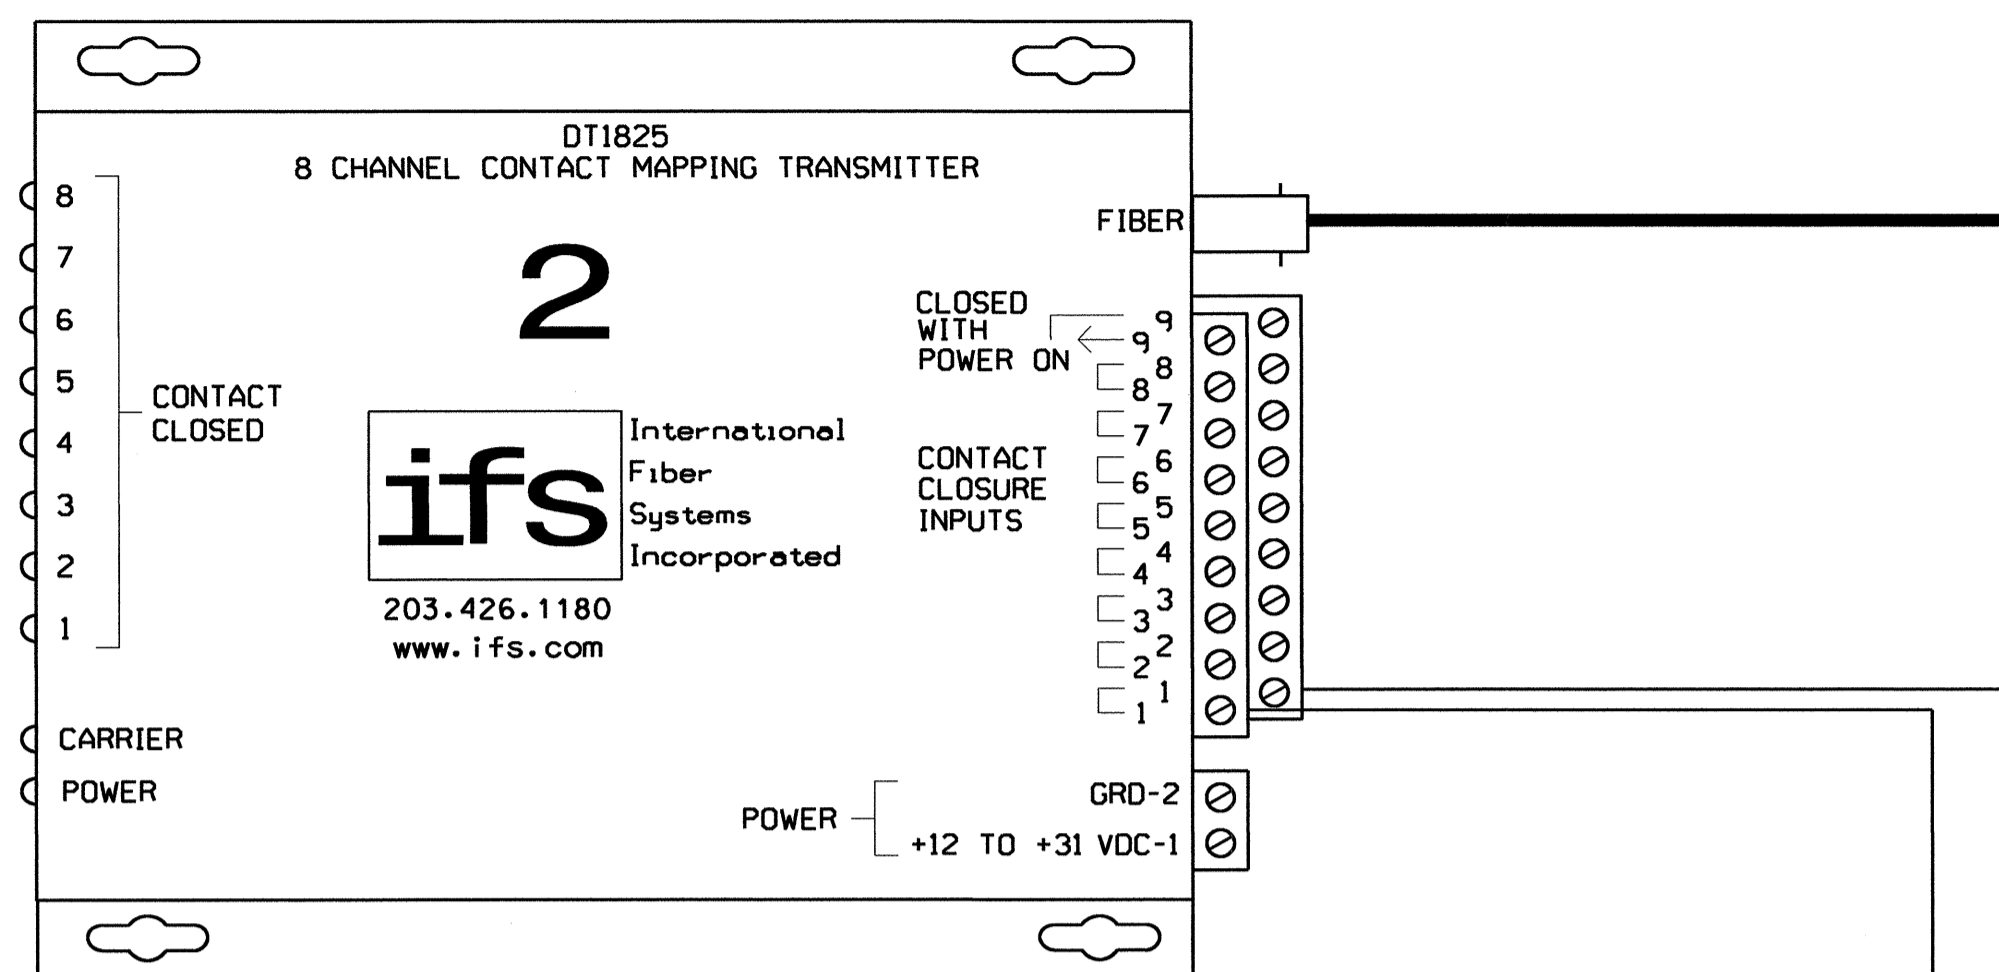 DT1825
8 CHANNEL CONTACT MAPPING TRANSMITTER
8
7
6
5
4
3
2
1
CONTACT
CLOSED
CARRIER
POWER
2
ifs
International
Fiber
Systems
Incorporated
203.426.1180
www.ifs.com
FIBER
CLOSED
WITH
POWER ON
9
9
8
8
7
7
CONTACT
CLOSURE
INPUTS
6
6
5
5
4
4
3
3
2
2
1
1
POWER
GRD-2
+12 TO +31 VDC-1